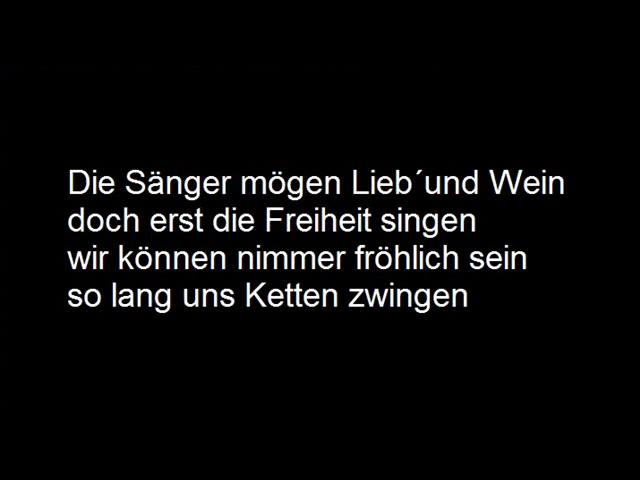 Die Sänger mögen Lieb´und Wein
doch erst die Freiheit singen
wir können nimmer fröhlich sein
so lang uns Ketten zwingen